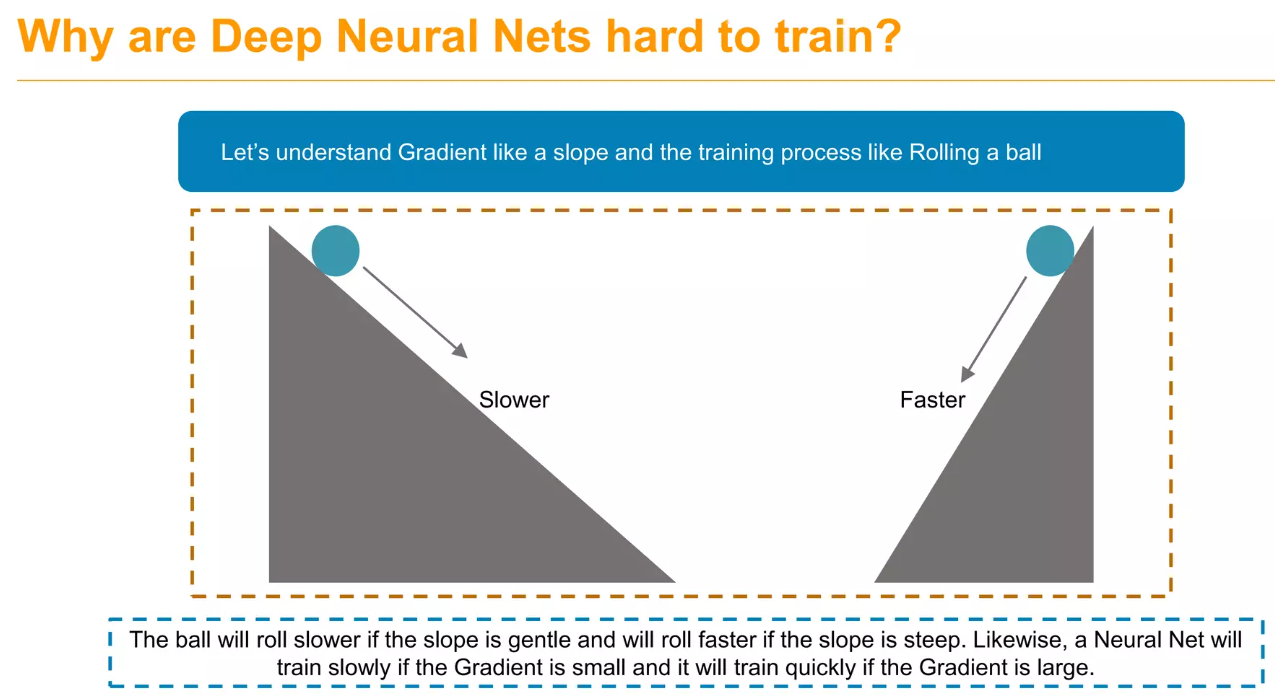 Why are Deep Neural Nets hard to train?
Let’s understand Gradient like a slope and the training process like Rolling a ball
Slower
Faster
The ball will roll slower if the slope is gentle and will roll faster if the slope is steep. Likewise, a Neural Net will
train slowly if the Gradient is small and it will train quickly if the Gradient is large.